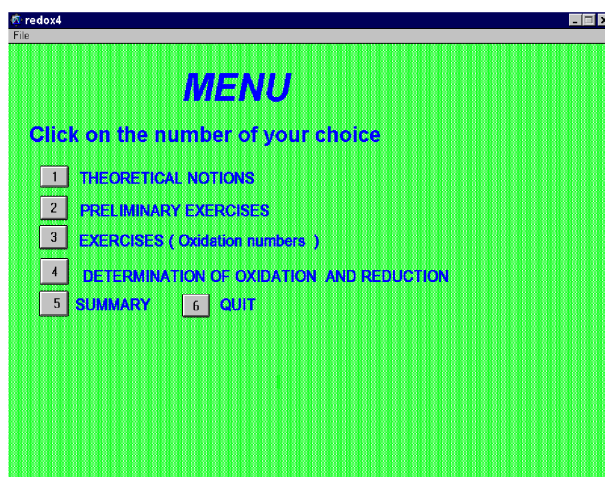 redox4
File
MENU
Click on the number of your choice
1 THEORETICAL NOTIONS
2 PRELIMINARY EXERCISES
3 EXERCISES ( Oxidation numbers )
4 DETERMINATION OF OXIDATION AND REDUCTION
5 SUMMARY 6 QUIT